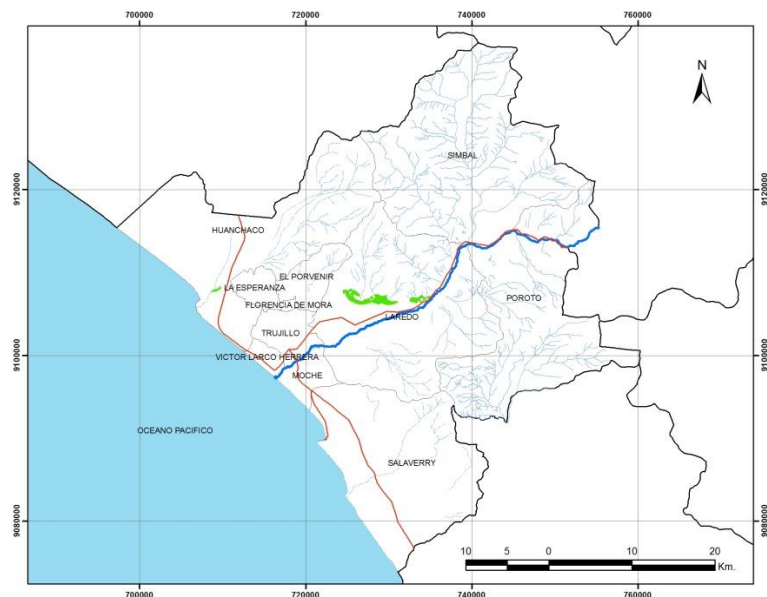 700000 720000 740000 760000
N
SIMBAL
9120000 9120000
HUANCHACO
EL PORVENIR
LA ESPERANZA
POROTO
FLORENCIA DE MORA
LAREDO
TRUJILLO
9100000 9100000
VICTOR LARCO HERRERA
MOCHE
OCEANO PACIFICO
SALAVERRY
9080000 9080000
10 5 0 10 20
Km.
700000 720000 740000 760000